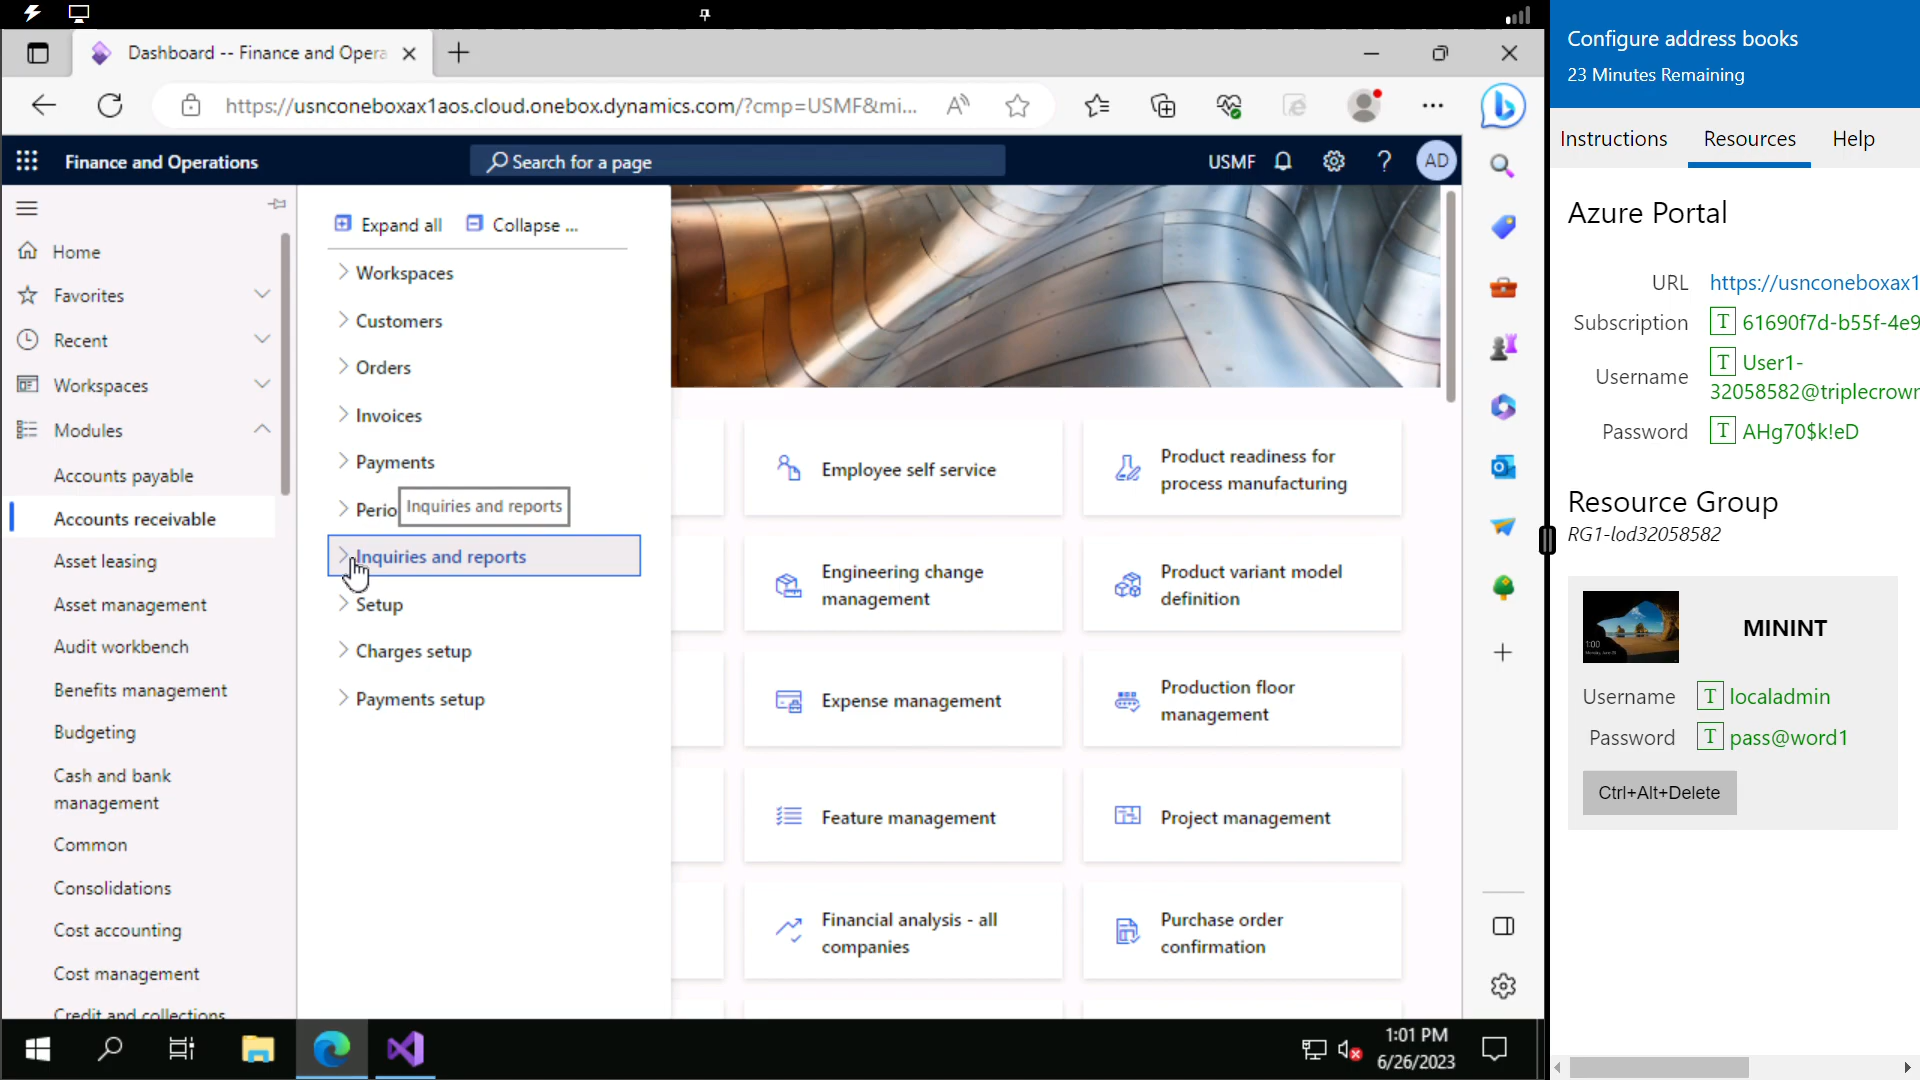 Dashboard -- Finance and Opera
https://usnconeboxax1aos.cloud.onebox.dynamics.com/?cmp=USMF&mi...
Finance and Operations
Search for a page
USMF
AD
Expand all
Collapse ...
Home
Favorites
Recent
Workspaces
Modules
Accounts payable
Accounts receivable
Asset leasing
Asset management
Audit workbench
Benefits management
Budgeting
Cash and bank
management
Common
Consolidations
Cost accounting
Cost management
Credit and collections
Workspaces
Customers
Orders
Invoices
Payments
Perio
Inquiries and reports
Inquiries and reports
Setup
Charges setup
Payments setup
Employee self service
Product readiness for
process manufacturing
Engineering change
management
Product variant model
definition
Expense management
Production floor
management
Feature management
Project management
Financial analysis - all
companies
Purchase order
confirmation
1:01 PM
6/26/2023
Configure address books
23 Minutes Remaining
Instructions
Resources
Help
Azure Portal
URL
https://usnconeboxax1
Subscription
T 61690f7d-b55f-4e9
Username
T User1-
32058582@triplecrowr
Password
T AHg70$k!eD
Resource Group
RG1-lod32058582
1:00
MININT
Username
T localadmin
Password
T pass@word1
Ctrl+Alt+Delete